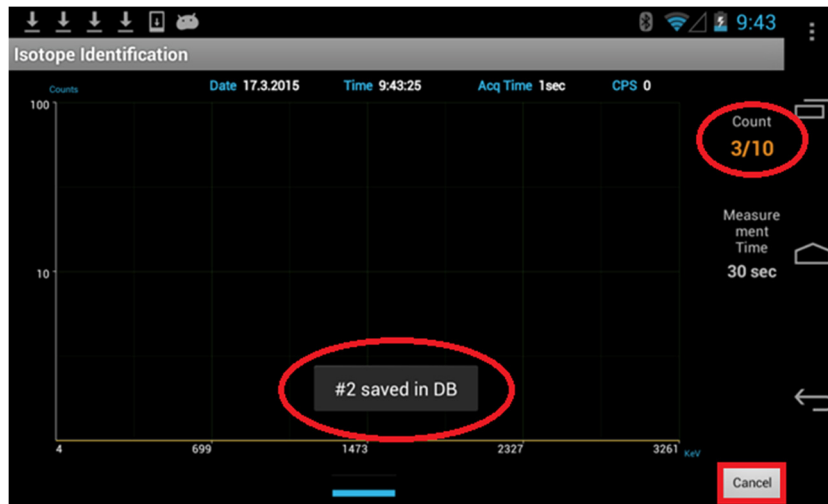 9:43
Isotope Identification
Counts
Date 17.3.2015 Time 9:43:25 Acq Time 1sec CPS 0
100
10
Count
3/10
Measure
ment
Time
30 sec
#2 saved in DB
4 699 1473 2327 3261 KeV
Cancel